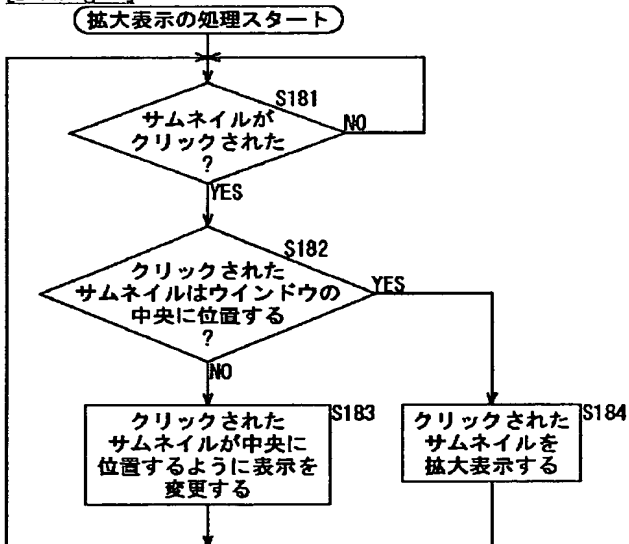 拡大表示の処理スタート
S181
サムネイルが
クリックされた
?
NO
YES
S182
クリックされた
サムネイルはウインドウの
中央に位置する
?
YES
NO
S183
クリックされた
サムネイルが中央に
位置するように表示を
変更する
S184
クリックされた
サムネイルを
拡大表示する